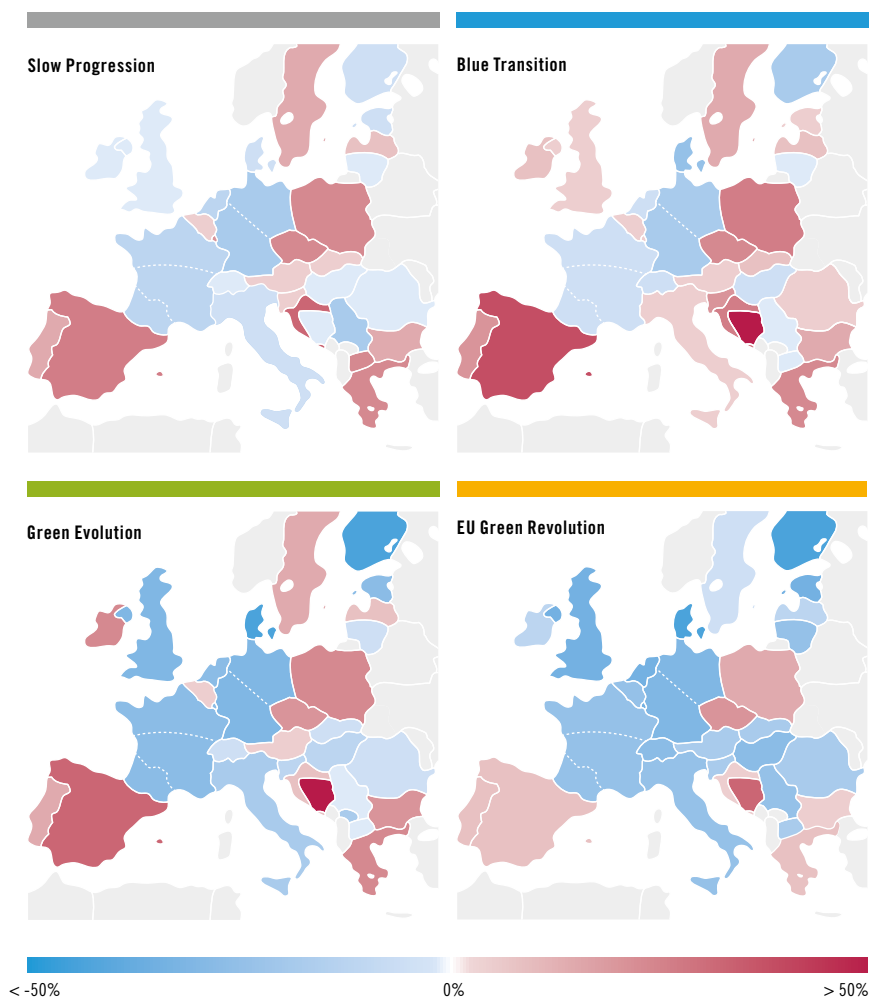 Slow Progression
Blue Transition
Green Evolution
EU Green Revolution
< -50%
0%
> 50%